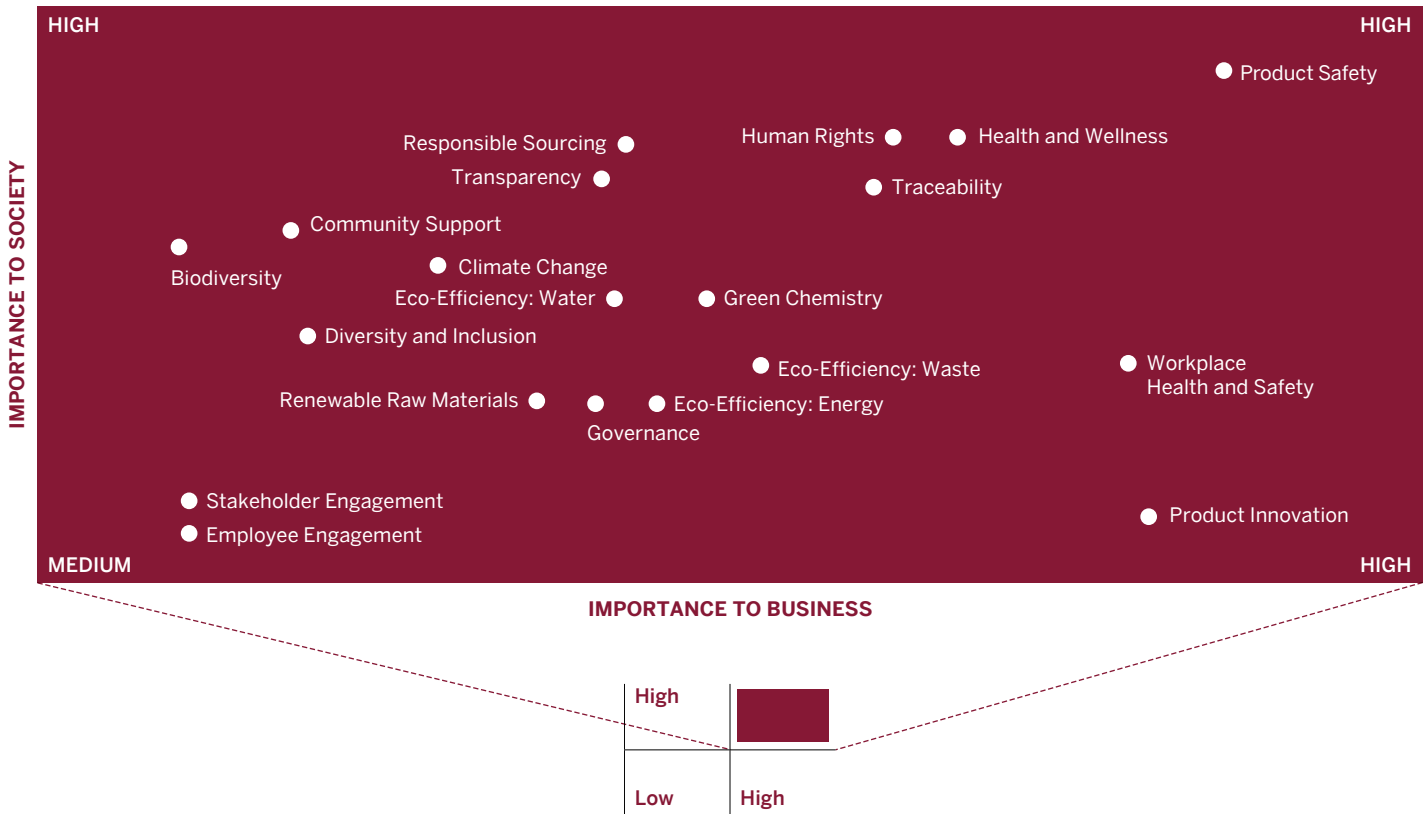 HIGH
HIGH
Product Safety
Responsible Sourcing
Human Rights
Health and Wellness
Transparency
Traceability
Community Support
Biodiversity
Climate Change
Eco-Efficiency: Water
Green Chemistry
Diversity and Inclusion
Eco-Efficiency: Waste
Workplace
Health and Safety
Renewable Raw Materials
Eco-Efficiency: Energy
Governance
Stakeholder Engagement
Employee Engagement
Product Innovation
MEDIUM
HIGH
IMPORTANCE TO SOCIETY
IMPORTANCE TO BUSINESS
High
Low
High